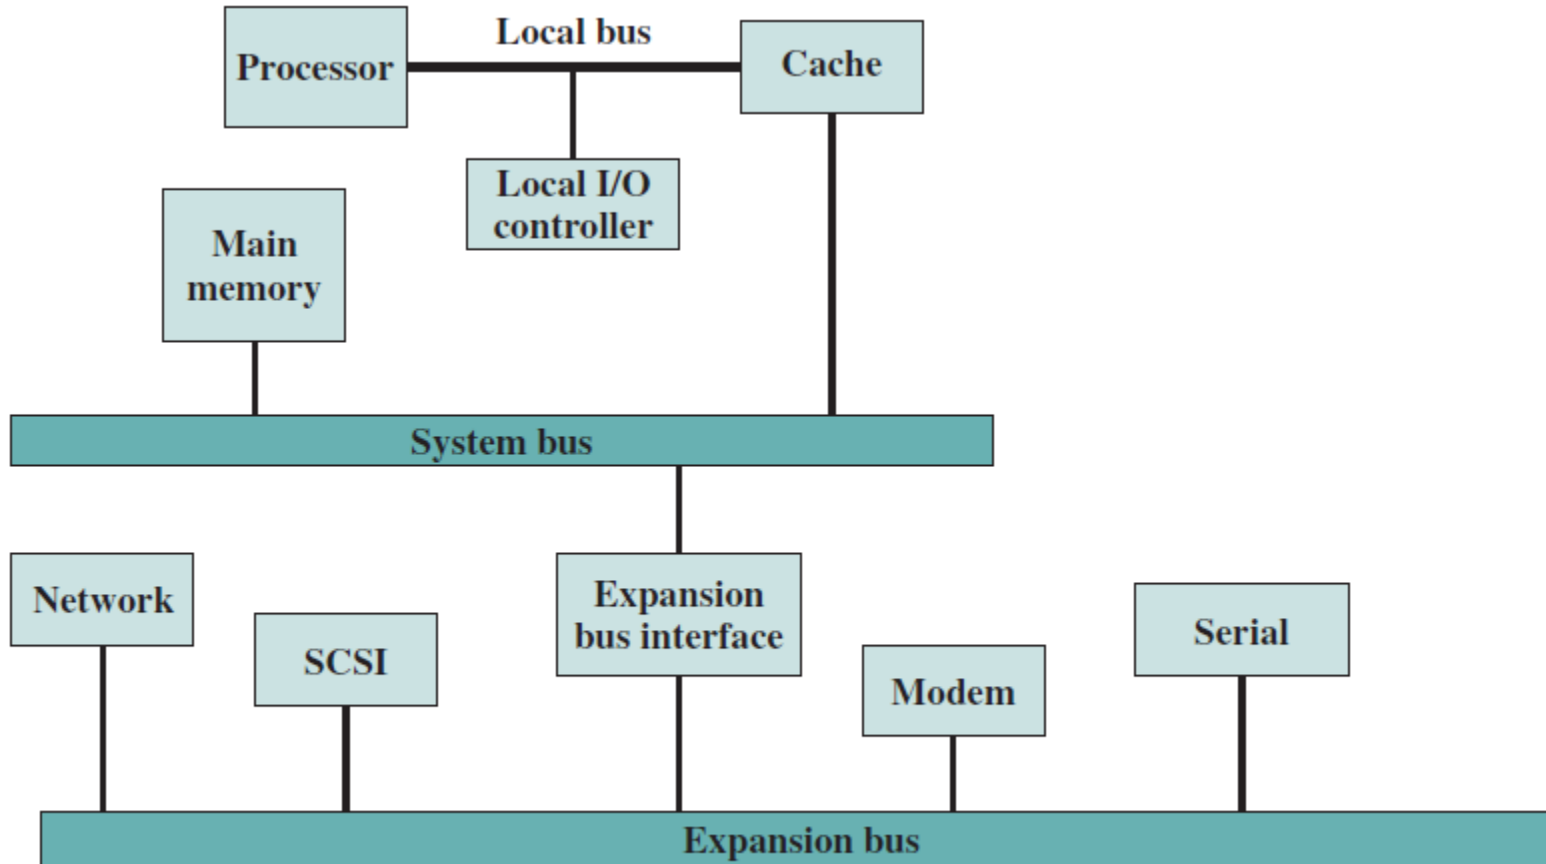 Local bus
Processor
Cache
Local I/O
controller
Main
memory
System bus
Network
SCSI
Expansion
bus interface
Modem
Serial
Expansion bus